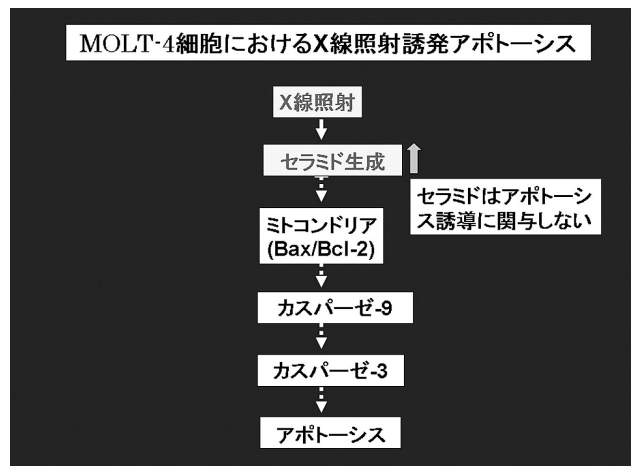 MOLT-4細胞におけるX線照射誘発アポトーシス
X線照射
セラミド生成
セラミドはアポトーシ
ス誘導に関与しない
ミトコンドリア
(Bax/Bcl-2)
カスパーゼ-9
カスパーゼ-3
アポトーシス